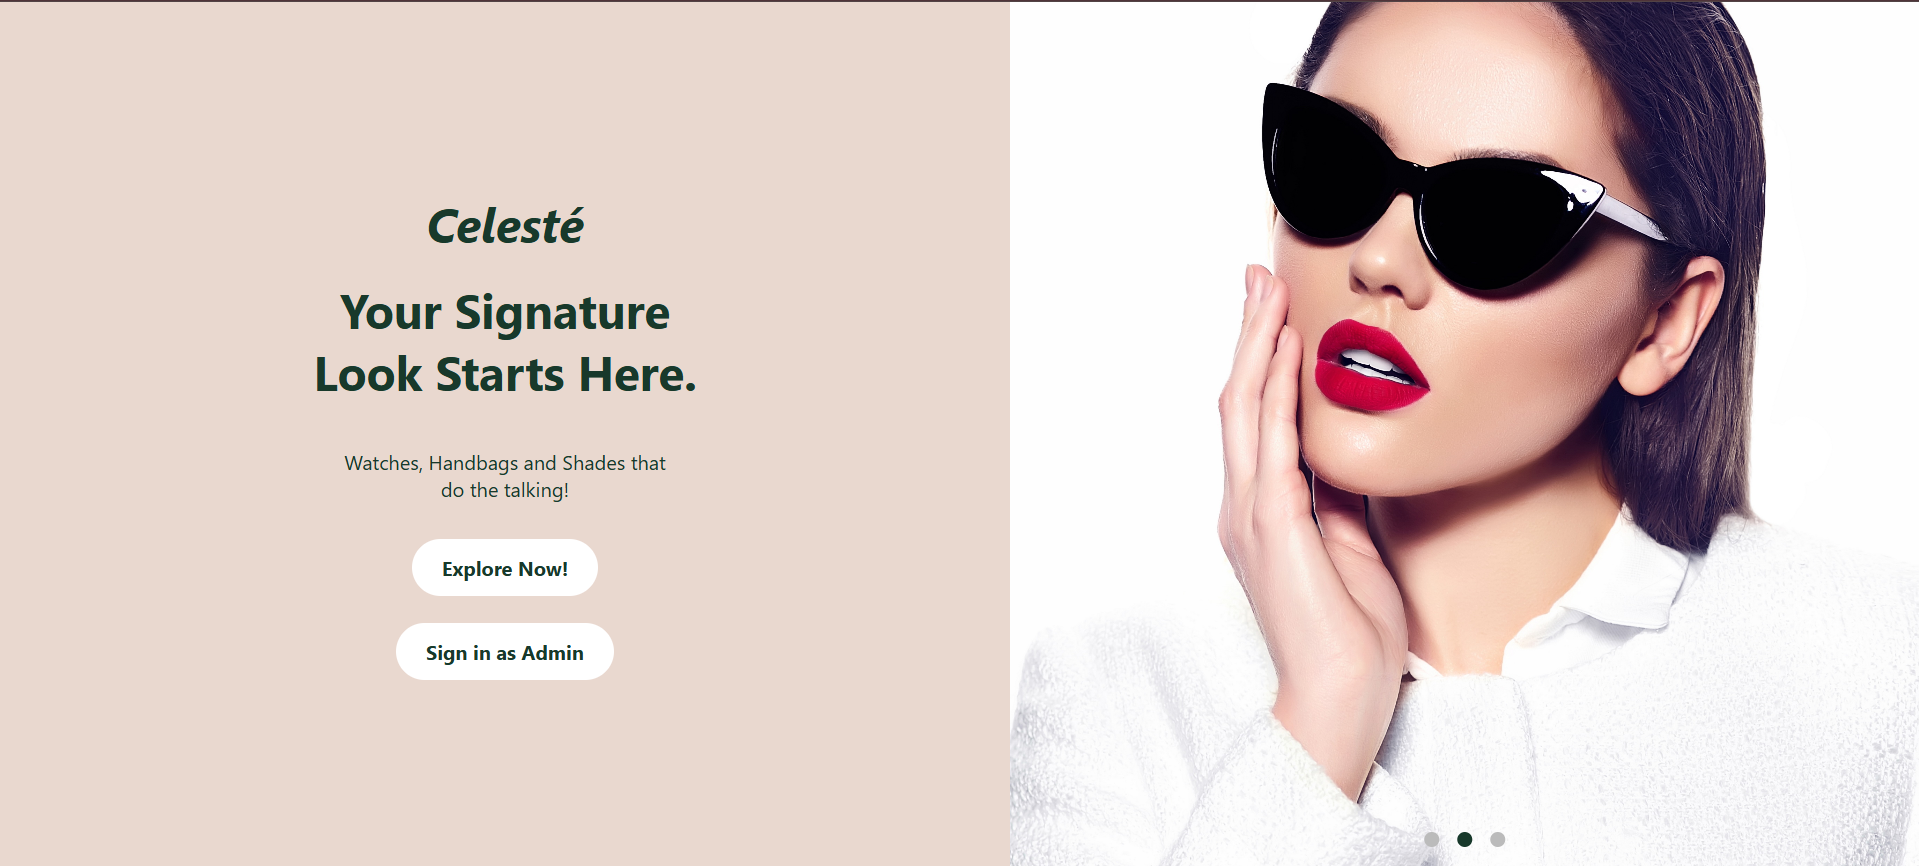 Celesté
Your Signature
Look Starts Here.
Watches, Handbags and Shades that
do the talking!
Explore Now!
Sign in as Admin